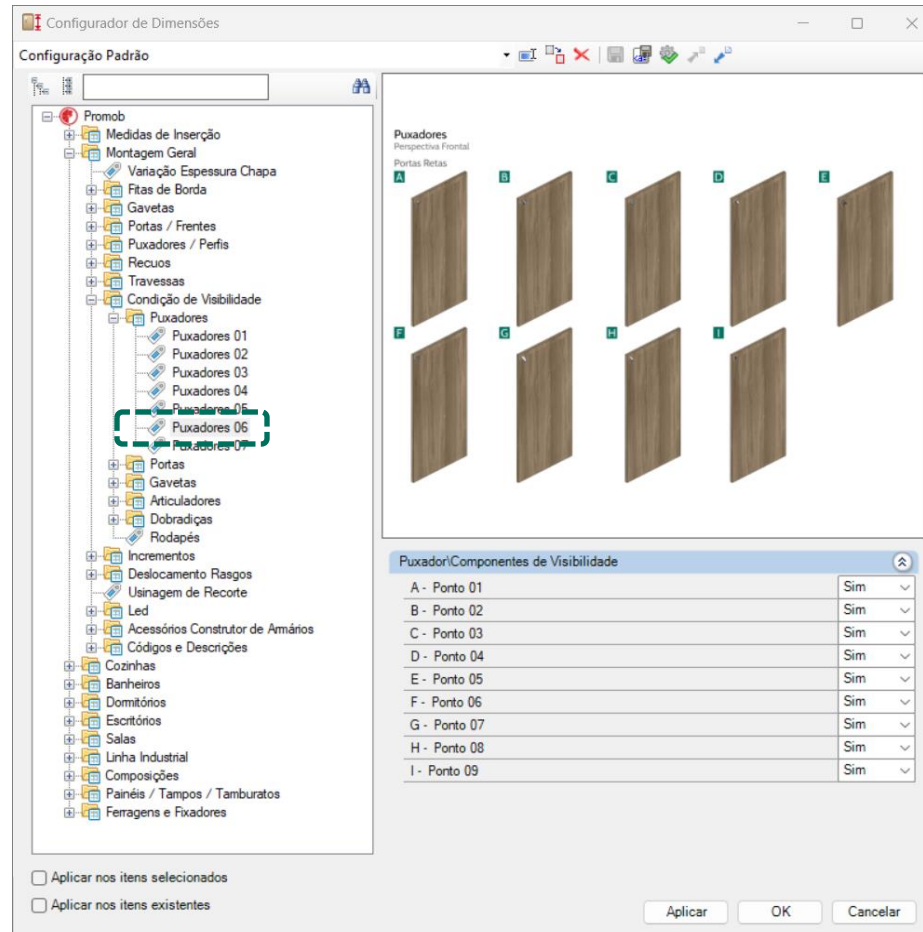 Configurador de Dimensões
Configuração Padrão
Promob
Medidas de Inserção
Montagem Geral
Variação Espessura Chapa
Fitas de Borda
Gavetas
Portas / Frentes
Puxadores / Perfis
Recuos
Travessas
Condição de Visibilidade
Puxadores
Puxadores 01
Puxadores 02
Puxadores 03
Puxadores 04
Puxadores 05
Puxadores 06
Puxadores 07
Portas
Gavetas
Articuladores
Dobradiças
Rodapés
Incrementos
Deslocamento Rasgos
Usinagem de Recorte
Led
Acessórios Construtor de Armários
Códigos e Descrições
Cozinhas
Banheiros
Dormitórios
Escritórios
Salas
Linha Industrial
Composições
Painéis / Tampos / Tamburatos
Ferragens e Fixadores
Puxadores
Perspectiva Frontal
Portas Retas
A B C D E
F G H I
Puxador\Componentes de Visibilidade
A - Ponto 01 Sim
B - Ponto 02 Sim
C - Ponto 03 Sim
D - Ponto 04 Sim
E - Ponto 05 Sim
F - Ponto 06 Sim
G - Ponto 07 Sim
H - Ponto 08 Sim
I - Ponto 09 Sim
Aplicar nos itens selecionados
Aplicar nos itens existentes
Aplicar OK Cancelar